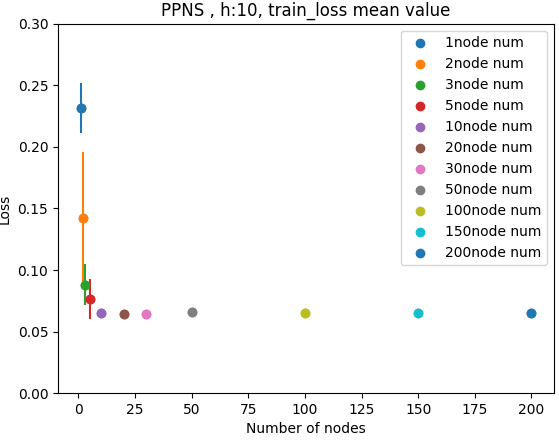 PPNS , h:10, train_loss mean value
0.30
0.25
0.20
0.15
0.10
0.05
0.00
Loss
1node num
2node num
3node num
5node num
10node num
20node num
30node num
50node num
100node num
150node num
200node num
0 25 50 75 100 125 150 175 200
Number of nodes